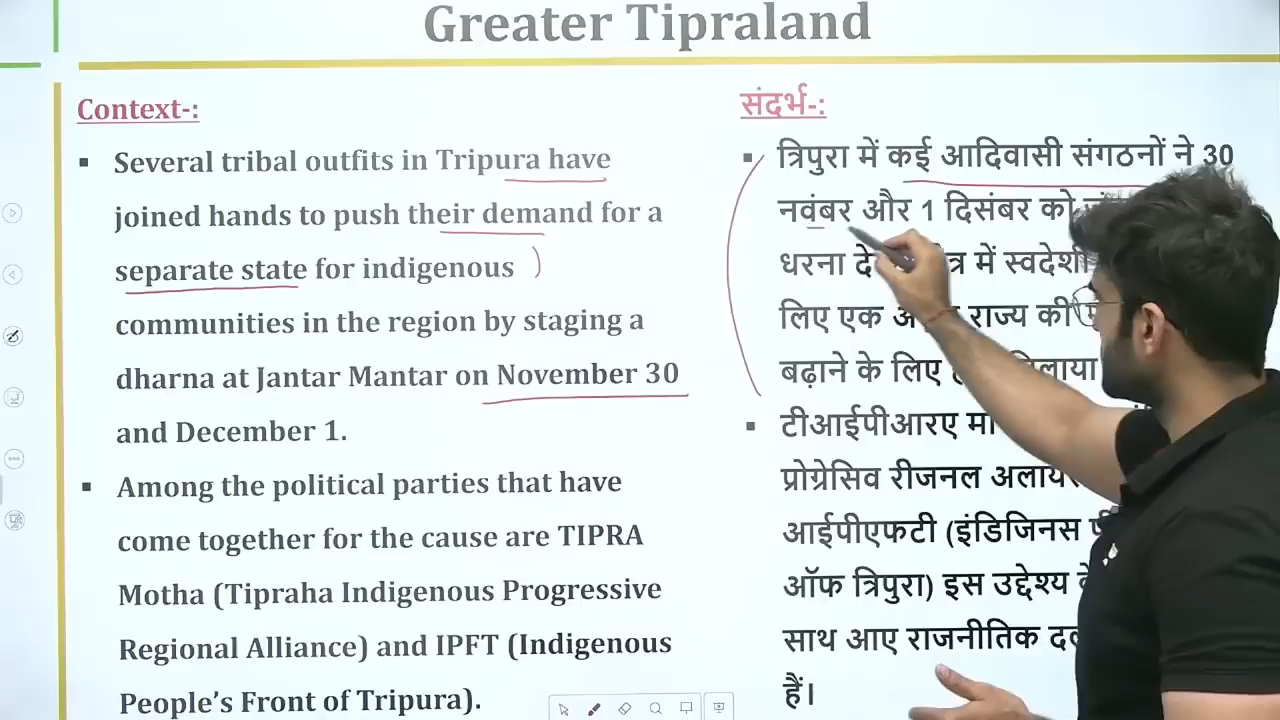 Greater Tipraland
Context-:
▪ Several tribal outfits in Tripura have
joined hands to push their demand for a
separate state for indigenous
communities in the region by staging a
dharna at Jantar Mantar on November 30
and December 1.
▪ Among the political parties that have
come together for the cause are TIPRA
Motha (Tipraha Indigenous Progressive
Regional Alliance) and IPFT (Indigenous
People’s Front of Tripura).
संदर्भ-:
▪ त्रिपुरा में कई आदिवासी संगठनों ने 30
नवंबर और 1 दिसंबर को
धरना में स्वदेशी
लिए एक राज्य की
बढ़ाने के लिए
▪ टीआईपीआरए
प्रोग्रेसिव रीजनल
आईपीएफटी (इंडिजिनस
ऑफ त्रिपुरा) इस उद्देश्य
साथ आए राजनीतिक
हैं।